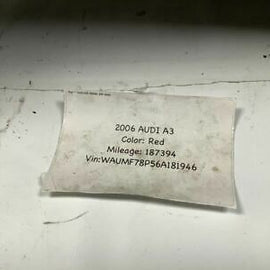 2006 AUDI A3
Color: Red
Mileage: 187394
Vin:WAUMF78P56A181946